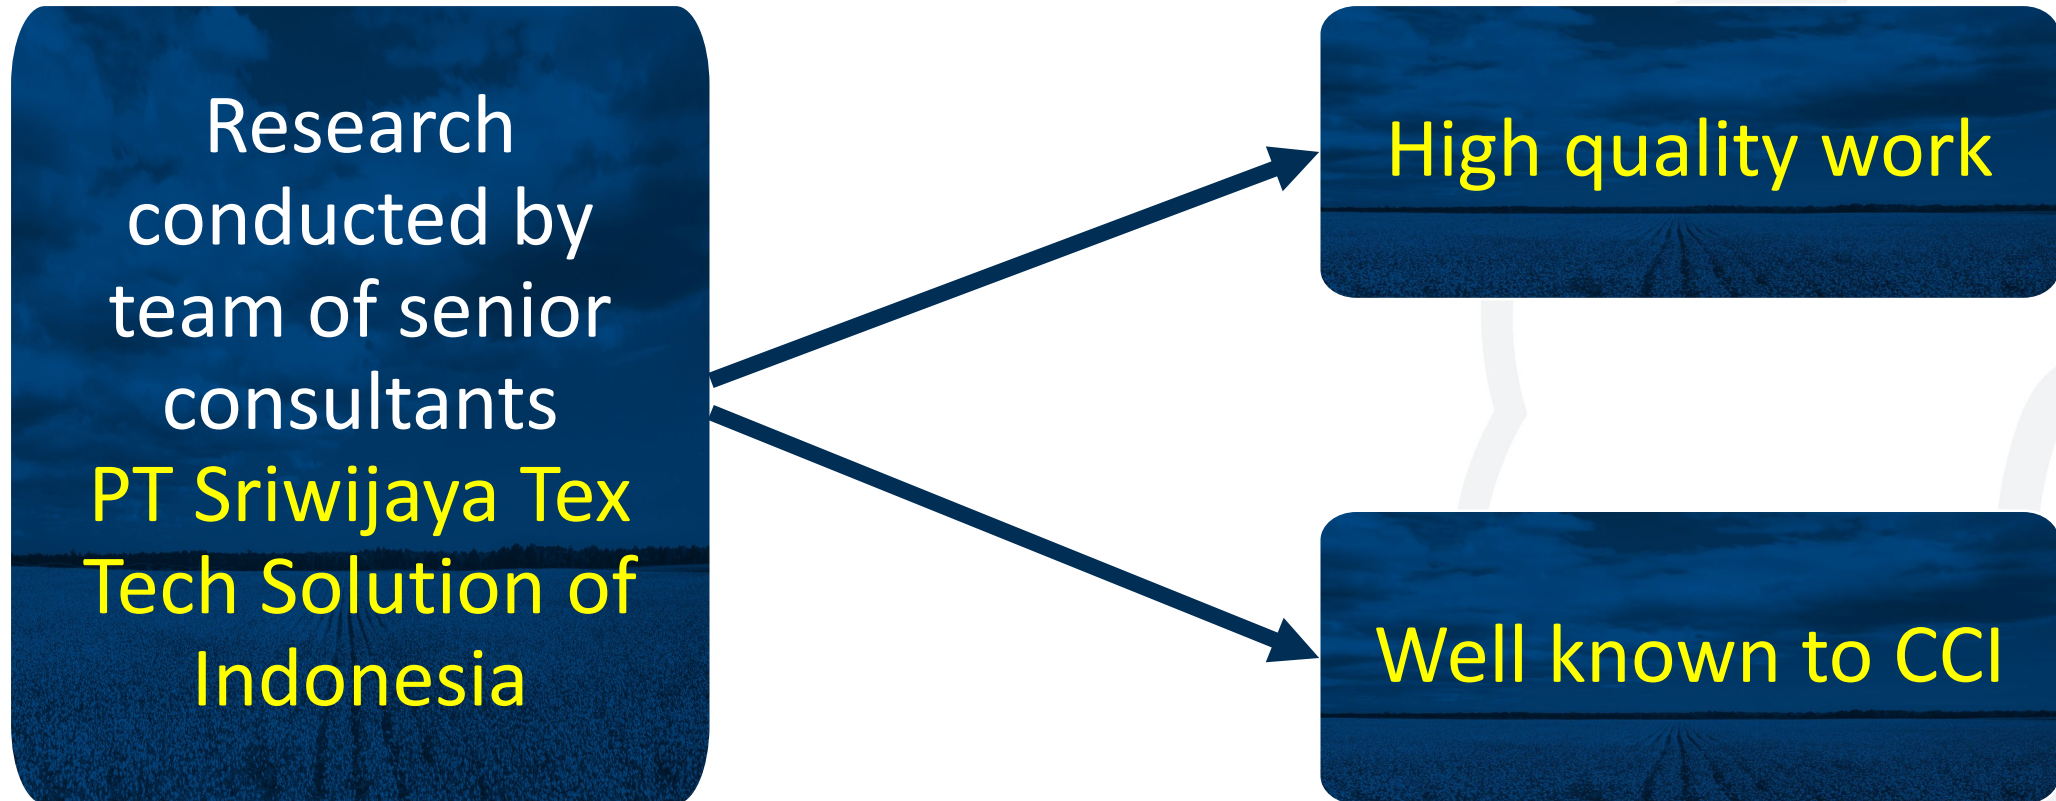 Research
conducted by
team of senior
consultants
PT Sriwijaya Tex
Tech Solution of
Indonesia
High quality work
Well known to CCI